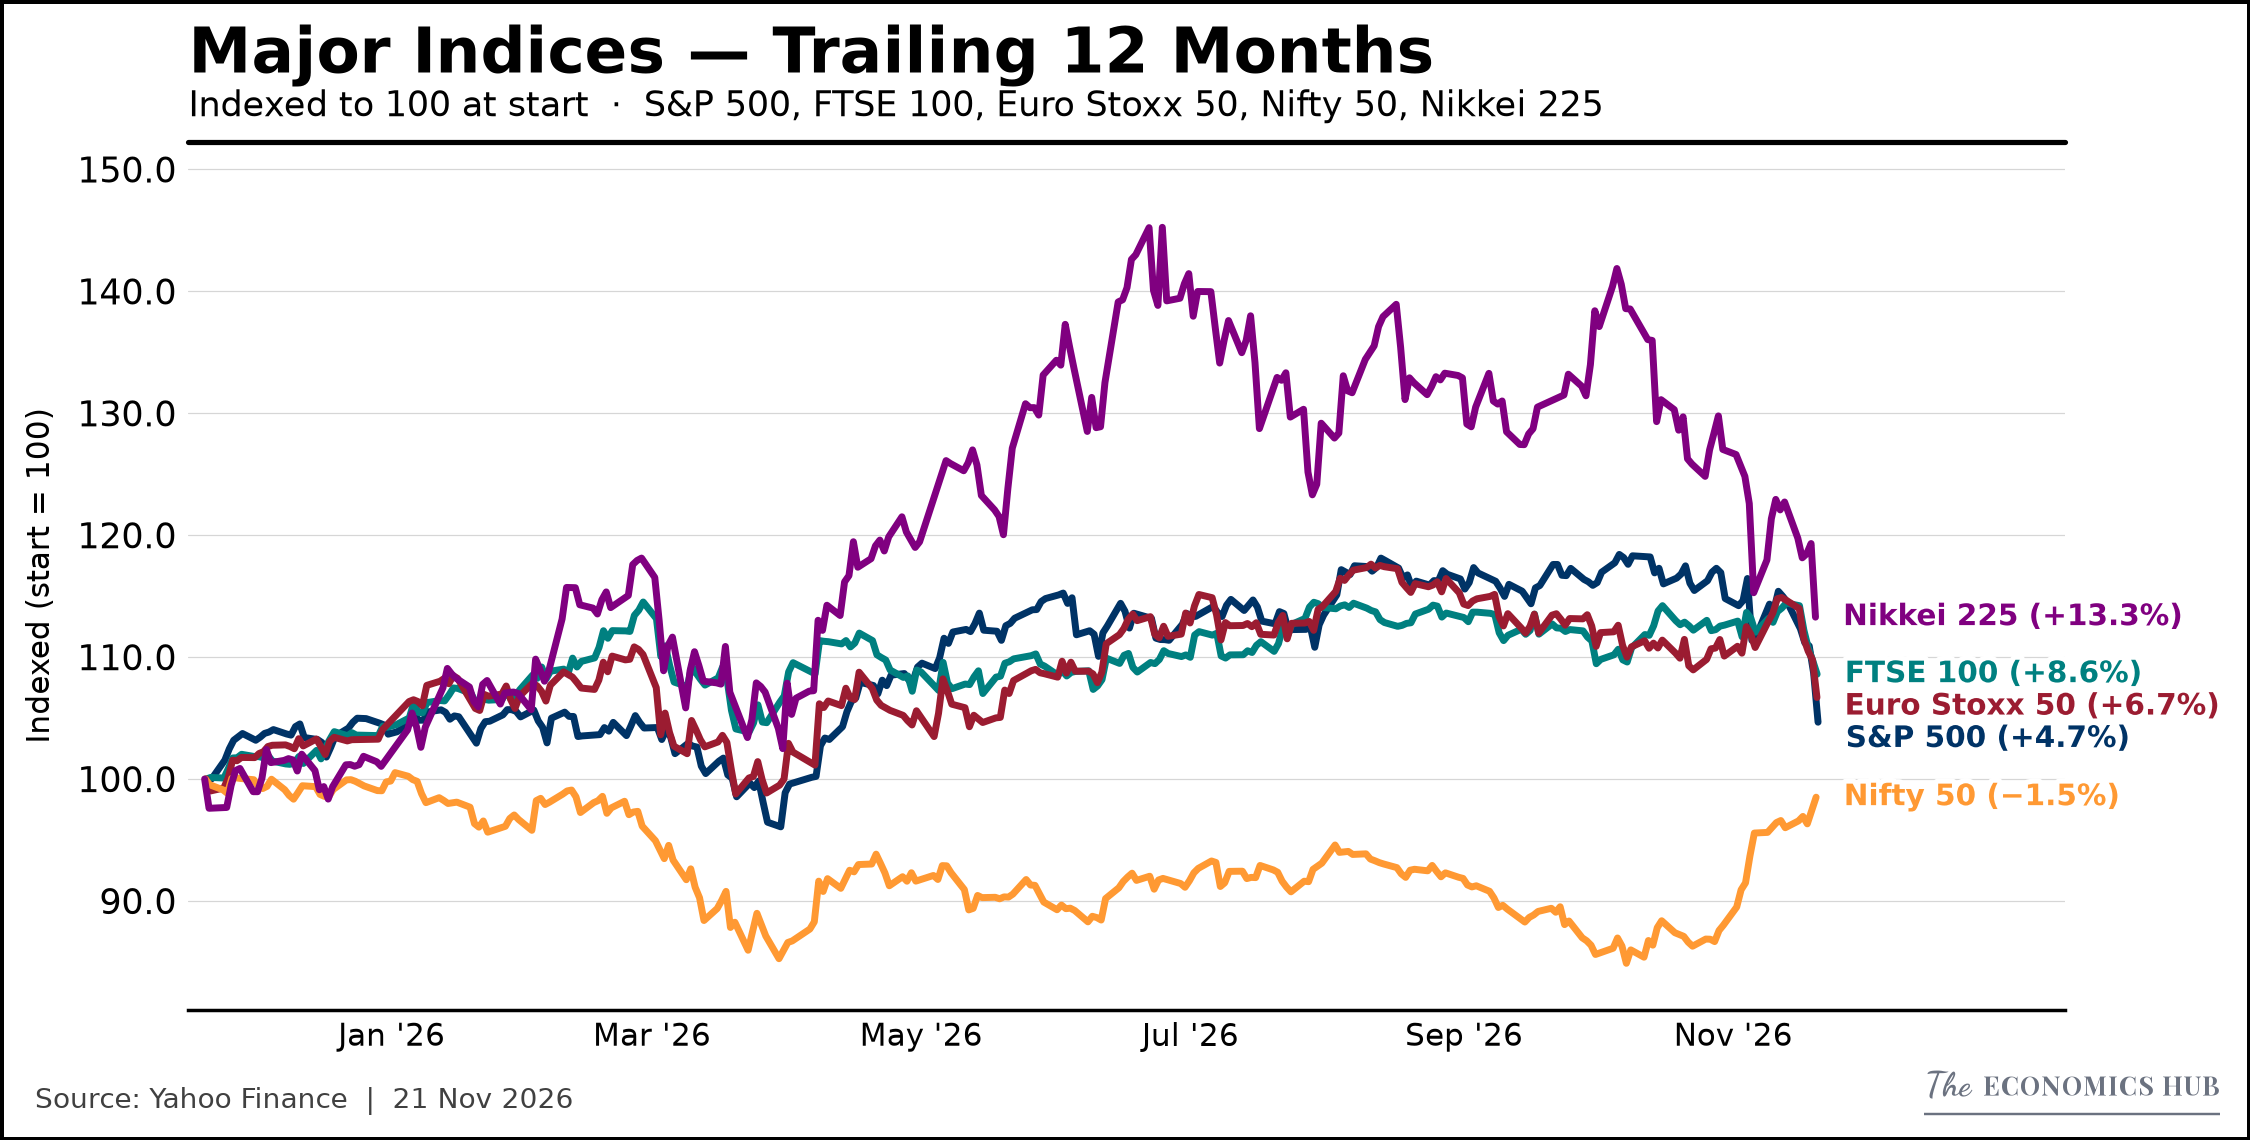 Major Indices — Trailing 12 Months
Indexed to 100 at start · S&P 500, FTSE 100, Euro Stoxx 50, Nifty 50, Nikkei 225
Indexed (start = 100)
150.0
140.0
130.0
120.0
110.0
100.0
90.0
Nikkei 225 (+13.3%)
FTSE 100 (+8.6%)
Euro Stoxx 50 (+6.7%)
S&P 500 (+4.7%)
Nifty 50 (−1.5%)
Jan '26 Mar '26 May '26 Jul '26 Sep '26 Nov '26
Source: Yahoo Finance | 21 Nov 2026
The ECONOMICS HUB